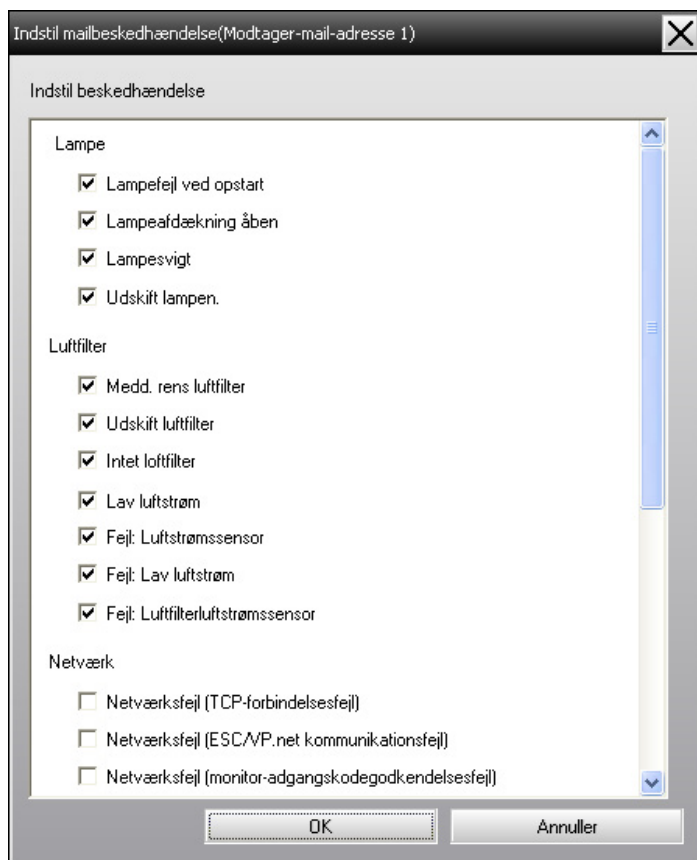 Indstil mailbeskedhændelse(Modtager-mail-adresse 1)
Indstil beskedhændelse
Lampe
Lampefejl ved opstart
Lampeafdækning åben
Lampesvigt
Udskift lampen.
Luftfilter
Medd. rens luftfilter
Udskift luftfilter
Intet loftfilter
Lav luftstrøm
Fejl: Luftstrømssensor
Fejl: Lav luftstrøm
Fejl: Luftfilterluftstrømssensor
Netværk
Netværksfejl (TCP-forbindelsesfejl)
Netværksfejl (ESC/VP.net kommunikationsfejl)
Netværksfejl (monitor-adgangskodegodkendelsesfejl)
OK
Annuller